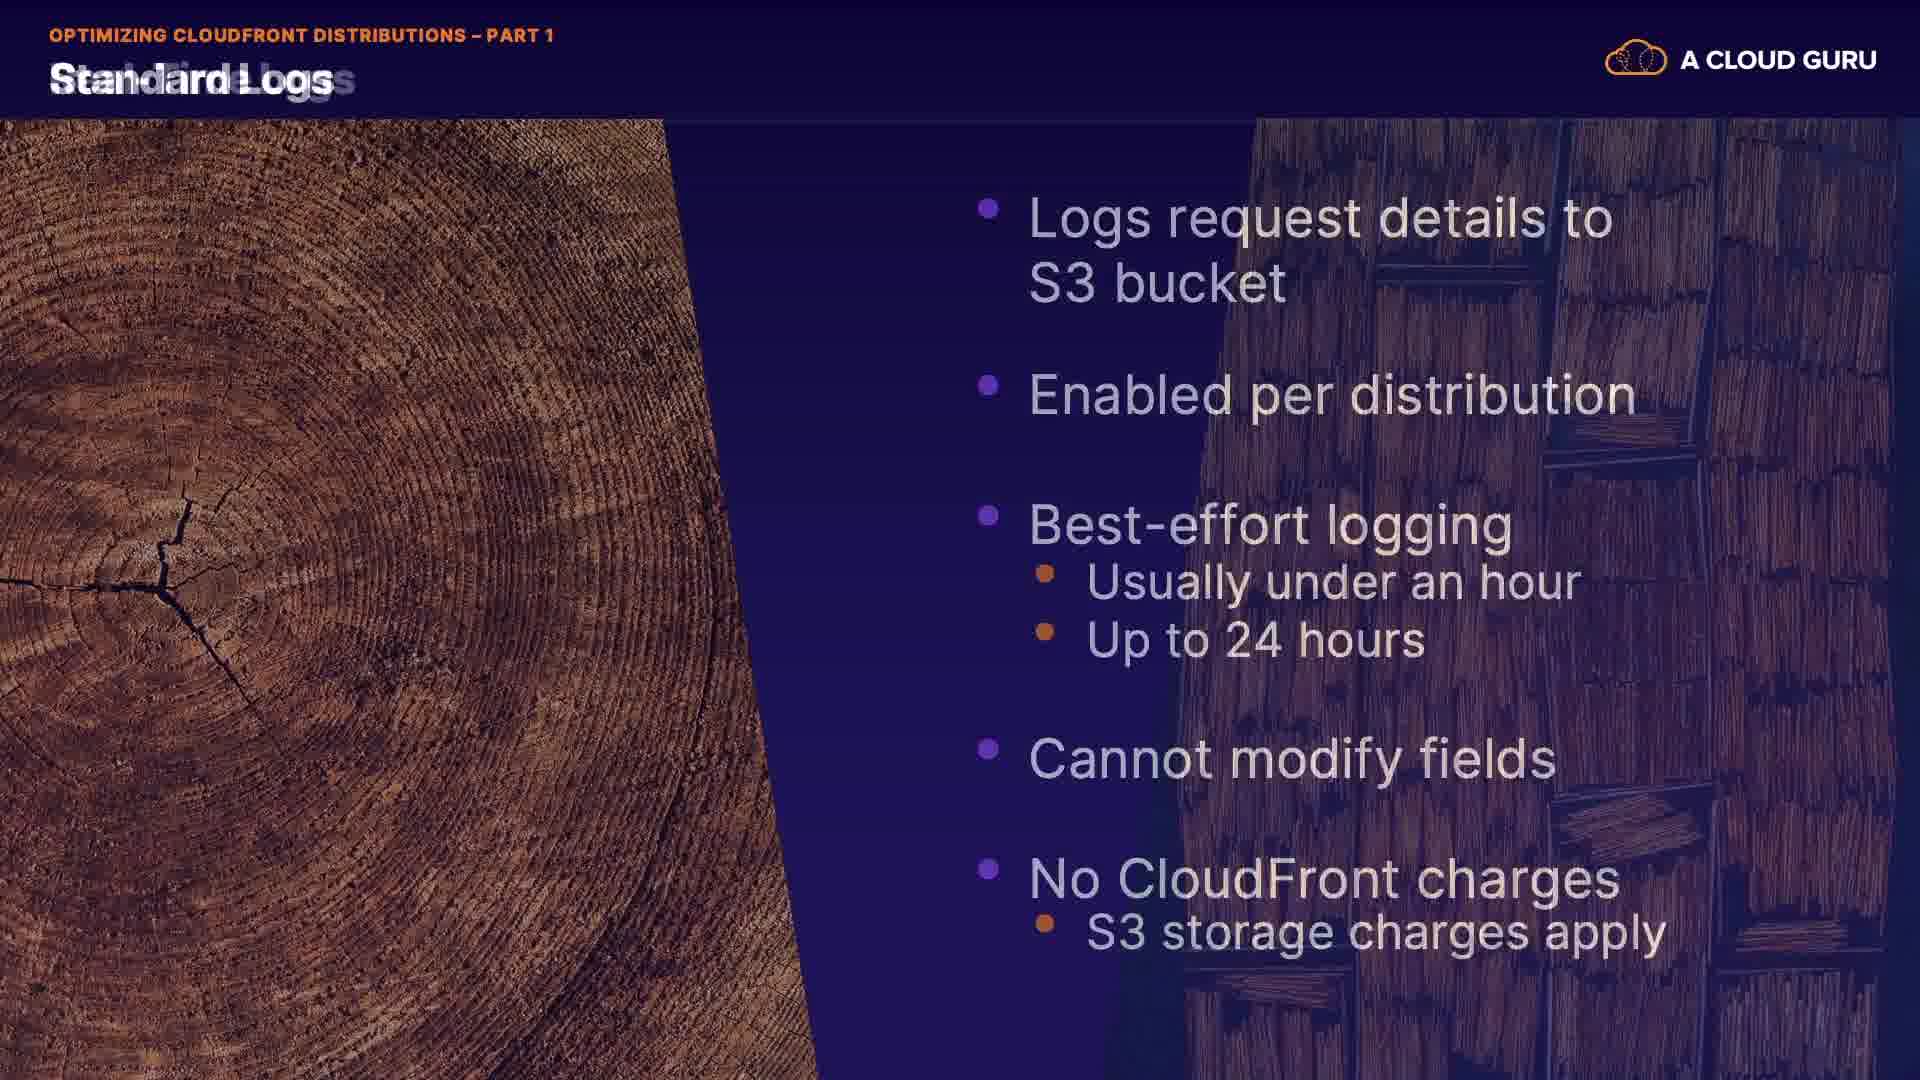 OPTIMIZING CLOUDFRONT DISTRIBUTIONS – PART 1
Standard Logs
A CLOUD GURU
Logs request details to
S3 bucket
Enabled per distribution
Best-effort logging
Usually under an hour
Up to 24 hours
Cannot modify fields
No CloudFront charges
S3 storage charges apply